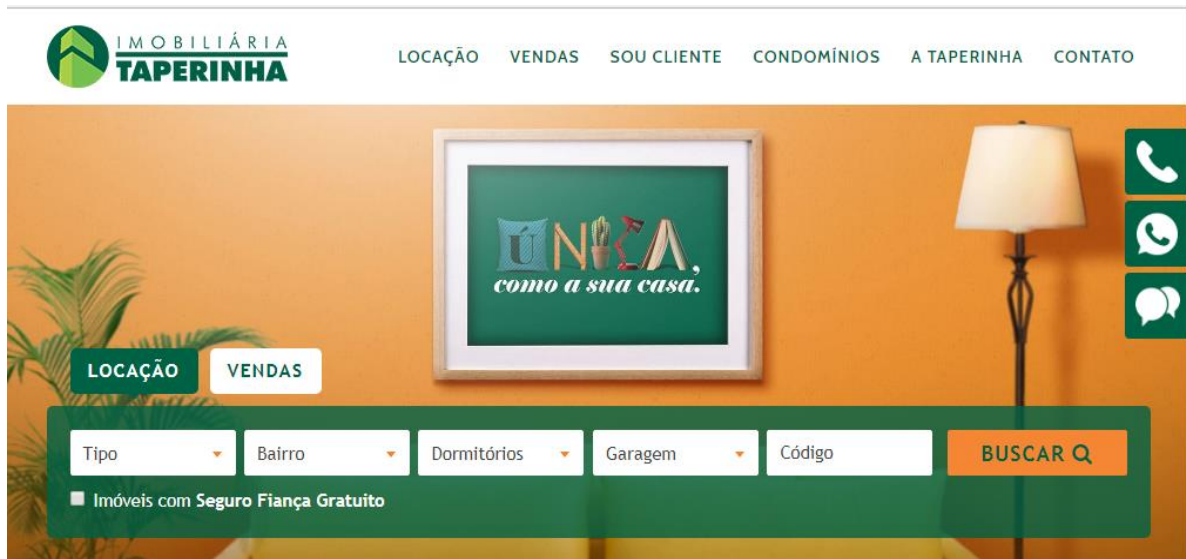 IMOBILIÁRIA
TAPERINHA
LOCAÇÃO VENDAS SOU CLIENTE CONDOMÍNIOS A TAPERINHA CONTATO
ÚNICA,
como a sua casa.
LOCAÇÃO VENDAS
Tipo Bairro Dormitórios Garagem Código BUSCAR
Imóveis com Seguro Fiança Gratuito